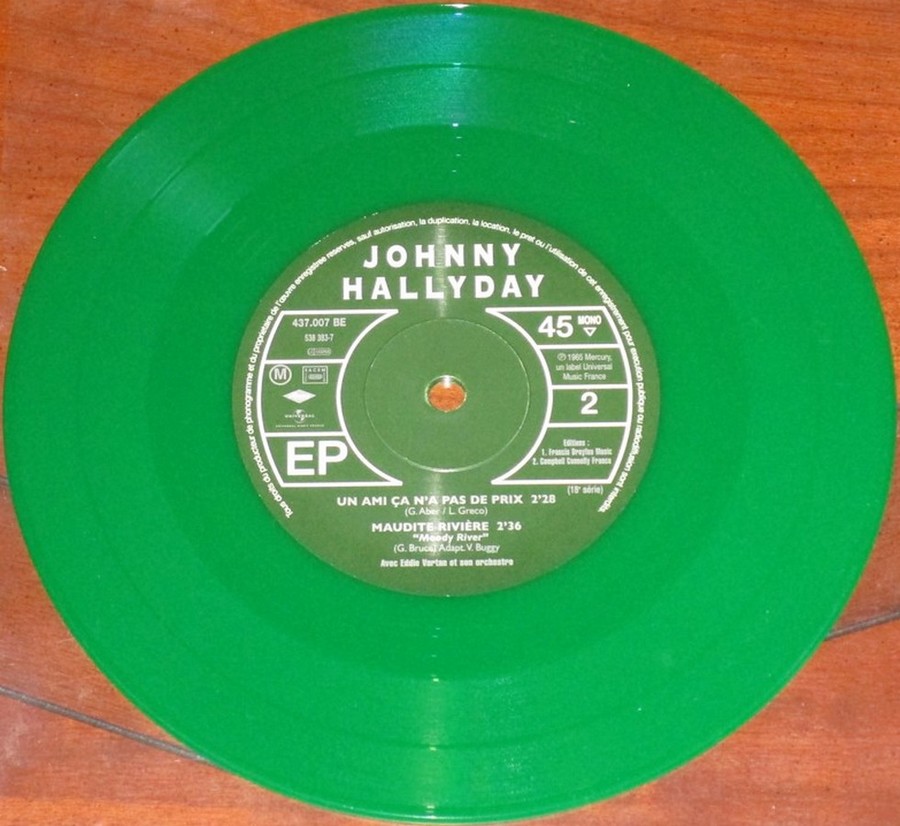 Tous droits du producteur de phonogramme et du propriétaire de l'œuvre enregistrée réservés, sauf autorisation, la duplication, la location, le pret ou l'utilisation de cet enregistrement pour execution publique ou radiodiffusion sont interdits.
JOHNNY
HALLYDAY
437.007 BE
538 383-7
M
SACEM
UNIVERSAL
EP
45 MONO
℗ 1965 Mercury,
un label Universal
Music France
2
Editions :
1. Francis Dreyfus Music
2. Campbell Connelly France
(18e série)
UN AMI ÇA N'A PAS DE PRIX 2'28
(G. Aber / L. Greco)
MAUDITE RIVIÈRE 2'36
"Moody River"
(G. Bruce) Adapt. V. Buggy
Avec Eddie Vartan et son orchestre